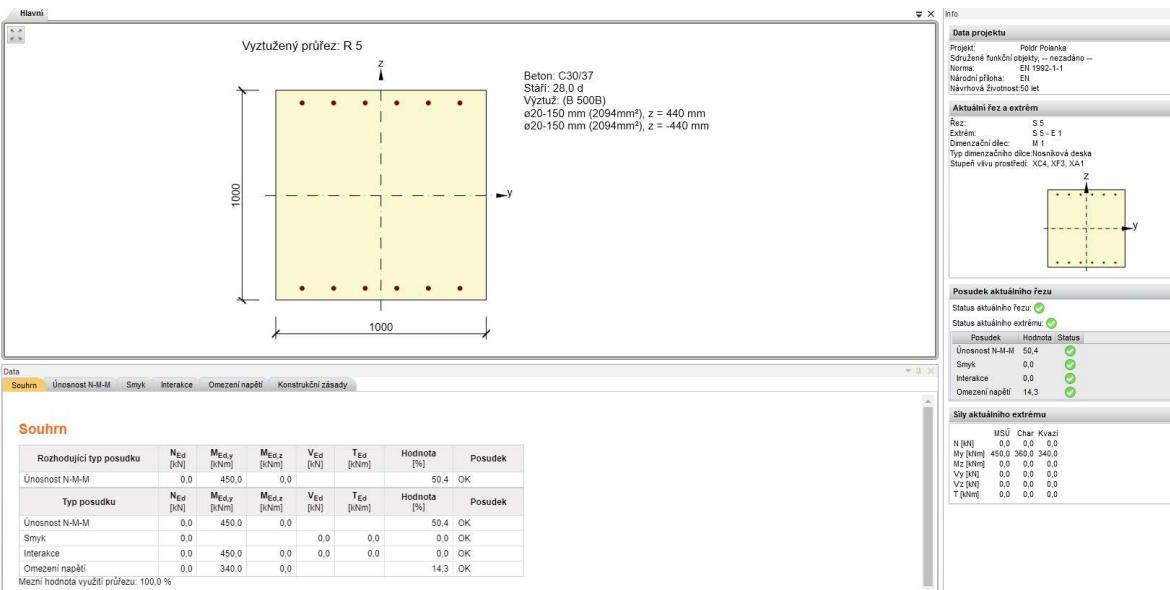 Hlavní
Vyztužený průřez: R 5
z
y
1000
1000
Beton: C30/37
Stáří: 28,0 d
Výztuž: (B 500B)
ø20-150 mm (2094mm²), z = 440 mm
ø20-150 mm (2094mm²), z = -440 mm
Data
Souhrn Únosnost N-M-M Smyk Interakce Omezení napětí Konstrukční zásady
Souhrn
Rozhodující typ posudku NEd [kN] MEd,y [kNm] MEd,z [kNm] VEd [kN] TEd [kNm] Hodnota [%] Posudek
Únosnost N-M-M 0,0 450,0 0,0 50,4 OK
Typ posudku NEd [kN] MEd,y [kNm] MEd,z [kNm] VEd [kN] TEd [kNm] Hodnota [%] Posudek
Únosnost N-M-M 0,0 450,0 0,0 50,4 OK
Smyk 0,0 0,0 0,0 0,0 OK
Interakce 0,0 450,0 0,0 0,0 0,0 0,0 OK
Omezení napětí 0,0 340,0 0,0 14,3 OK
Mezní hodnota využití průřezu: 100,0 %
Info
Data projektu
Projekt: Poldr Polanka
Sdružené funkční objekty, -- nezadáno --
Norma: EN 1992-1-1
Národní příloha: EN
Návrhová životnost: 50 let
Aktuální řez a extrém
Řez: S 5
Extrém: S 5 - E 1
Dimenzační dílec: M 1
Typ dimenzačního dílce: Nosníková deska
Stupeň vlivu prostředí: XC4, XF3, XA1
z
y
Posudek aktuálního řezu
Status aktuálního řezu:
Status aktuálního extrému:
Posudek Hodnota Status
Únosnost N-M-M 50,4
Smyk 0,0
Interakce 0,0
Omezení napětí 14,3
Síly aktuálního extrému
MSÚ Char Kvazi
N [kN] 0,0 0,0 0,0
My [kNm] 450,0 360,0 340,0
Mz [kNm] 0,0 0,0 0,0
Vy [kN] 0,0 0,0 0,0
Vz [kN] 0,0 0,0 0,0
T [kNm] 0,0 0,0 0,0